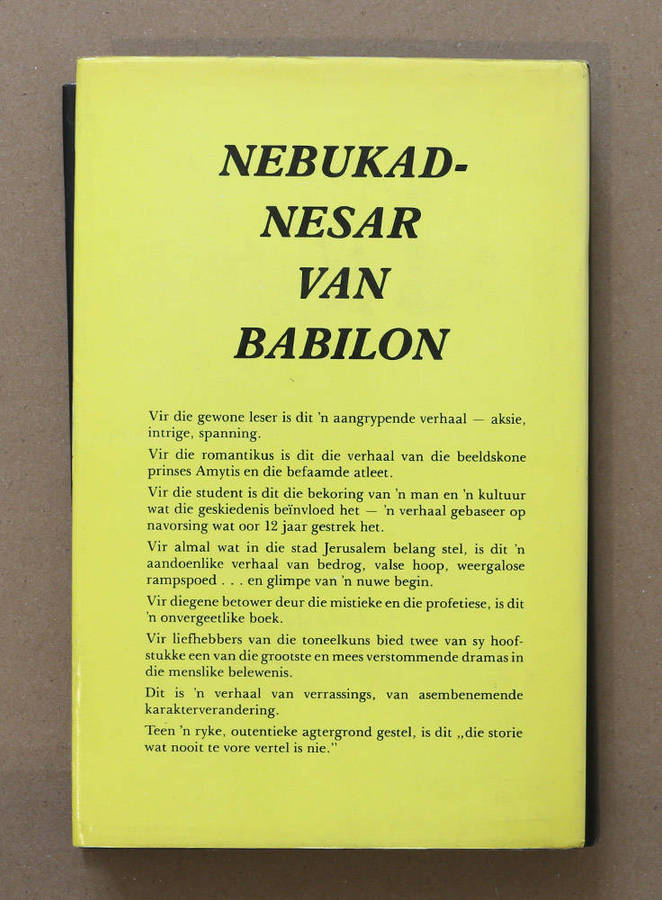 NEBUKAD-
NESAR
VAN
BABILON
Vir die gewone leser is dit 'n aangrypende verhaal — aksie,
intrige, spanning.
Vir die romantikus is dit die verhaal van die beeldskone
prinses Amytis en die befaamde atleet.
Vir die student is dit die bekoring van 'n man en 'n kultuur
wat die geskiedenis beïnvloed het — 'n verhaal gebaseer op
navorsing wat oor 12 jaar gestrek het.
Vir almal wat in die stad Jerusalem belang stel, is dit 'n
aandoenlike verhaal van bedrog, valse hoop, weergalose
rampspoed . . . en glimpe van 'n nuwe begin.
Vir diegene betower deur die mistieke en die profetiese, is dit
'n onvergeetlike boek.
Vir liefhebbers van die toneelkuns bied twee van sy hoof-
stukke een van die grootste en mees verstommende dramas in
die menslike belewenis.
Dit is 'n verhaal van verrassings, van asembenemende
karakterverandering.
Teen 'n ryke, outentieke agtergrond gestel, is dit „die storie
wat nooit te vore vertel is nie."